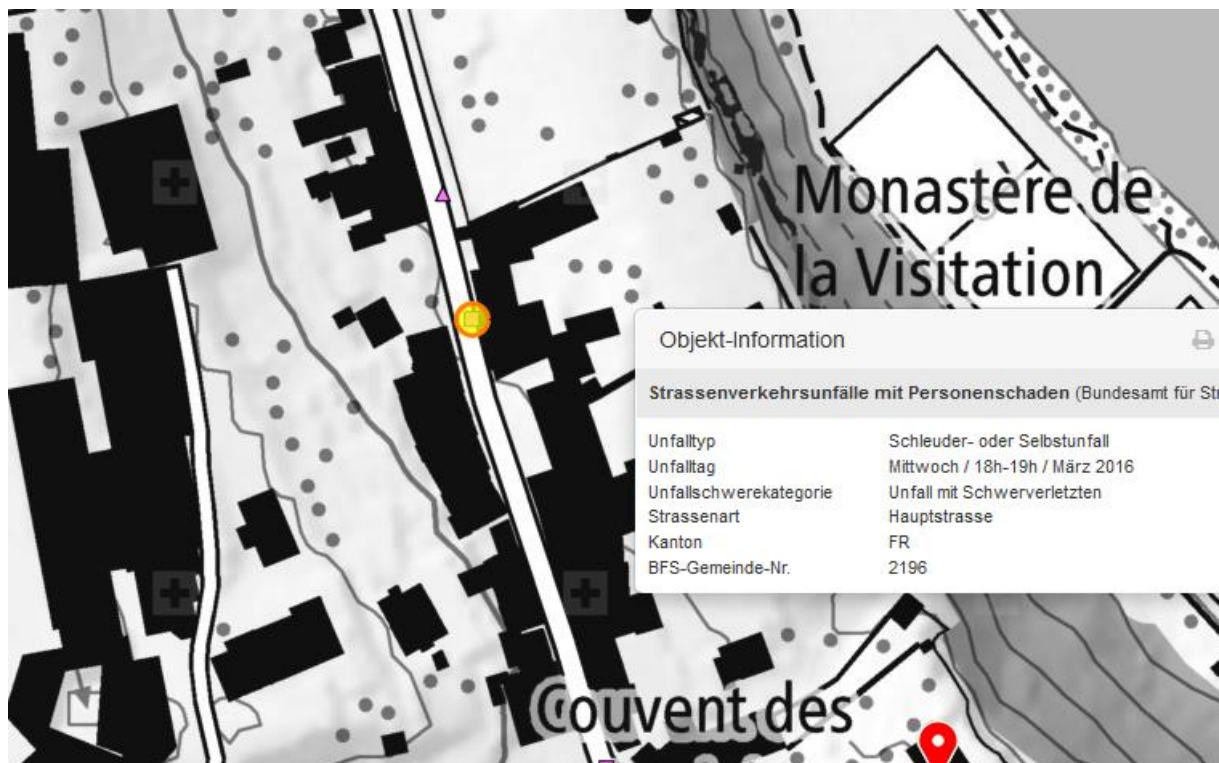 Monastère de
la Visitation
Objekt-Information
Strassenverkehrsunfälle mit Personenschaden (Bundesamt für Str
Unfalltyp Schleuder- oder Selbstunfall
Unfalltag Mittwoch / 18h-19h / März 2016
Unfallschwerekategorie Unfall mit Schwerverletzten
Strassenart Hauptstrasse
Kanton FR
BFS-Gemeinde-Nr. 2196
Couvent des